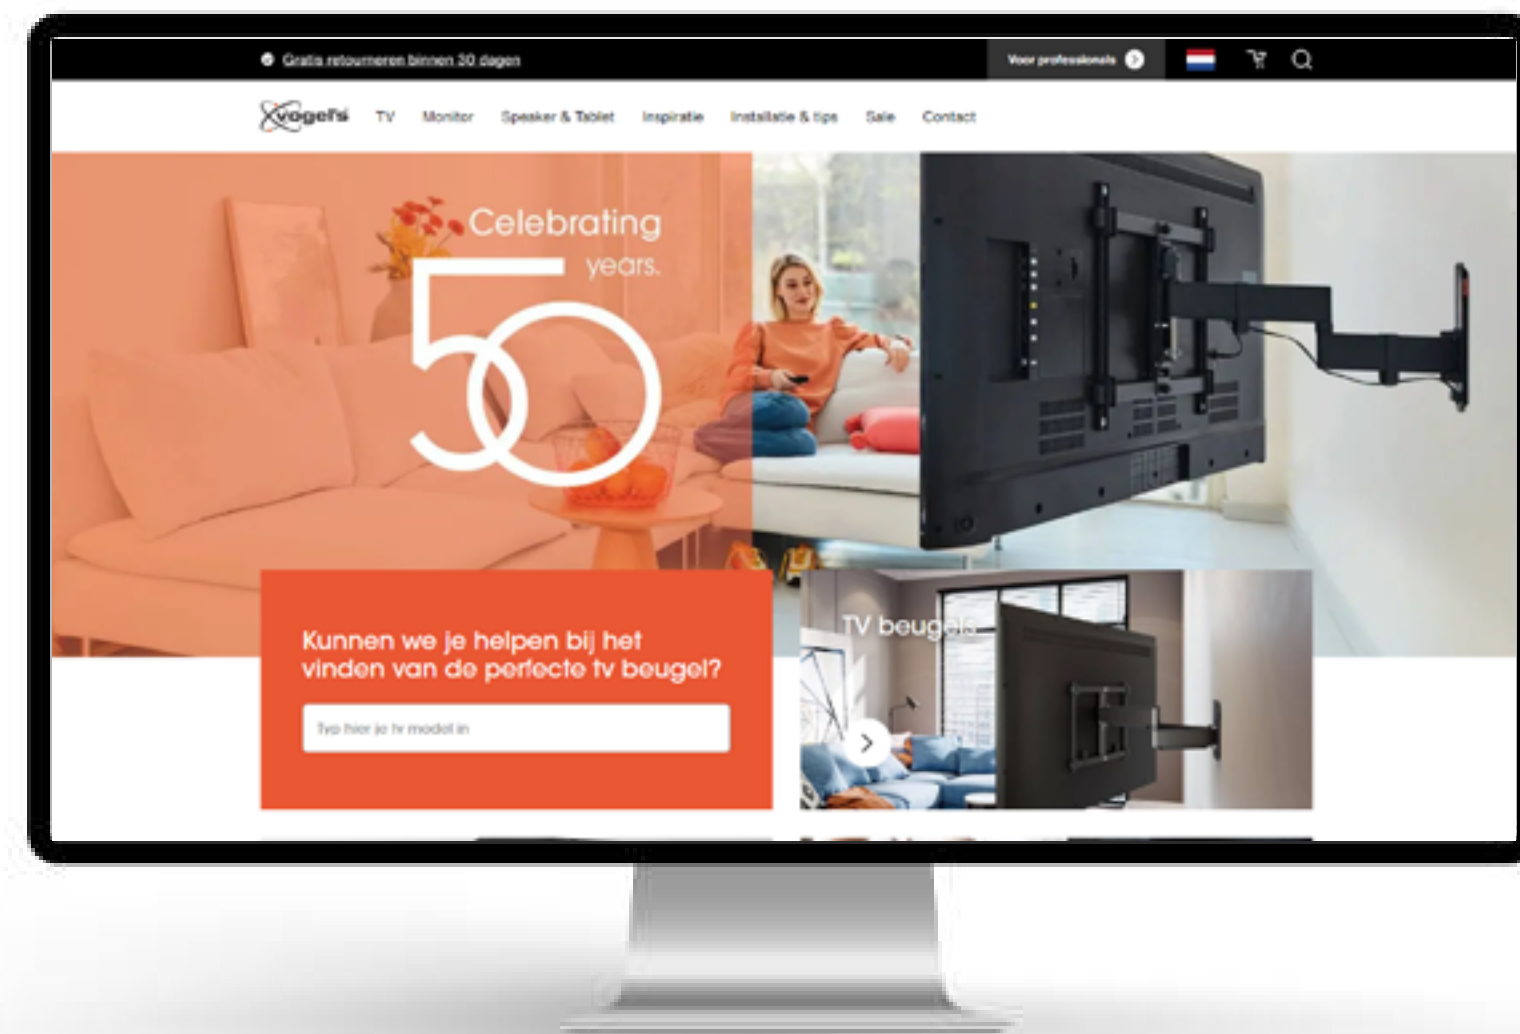 Gratis retourneren binnen 30 dagen
Voor professionals
vogel's
TV
Monitor
Speaker & Tablet
Inspiratie
Installatie & tips
Sale
Contact
Celebrating
50
years.
Kunnen we je helpen bij het
vinden van de perfecte tv beugel?
Typ hier je tv model in
TV beugels